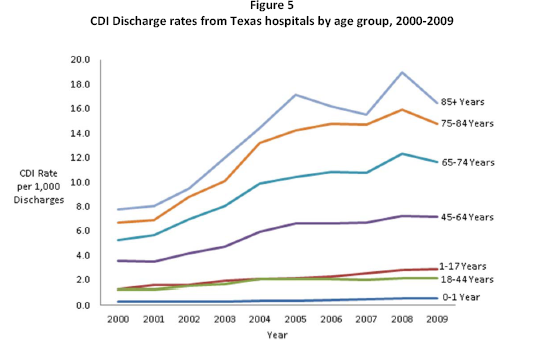 Figure 5
CDI Discharge rates from Texas hospitals by age group, 2000-2009
20.0
18.0
16.0
14.0
12.0
10.0
8.0
6.0
4.0
2.0
0.0
CDI Rate
per 1,000
Discharges
85+ Years
75-84 Years
65-74 Years
45-64 Years
1-17 Years
18-44 Years
0-1 Year
2000 2001 2002 2003 2004 2005 2006 2007 2008 2009
Year